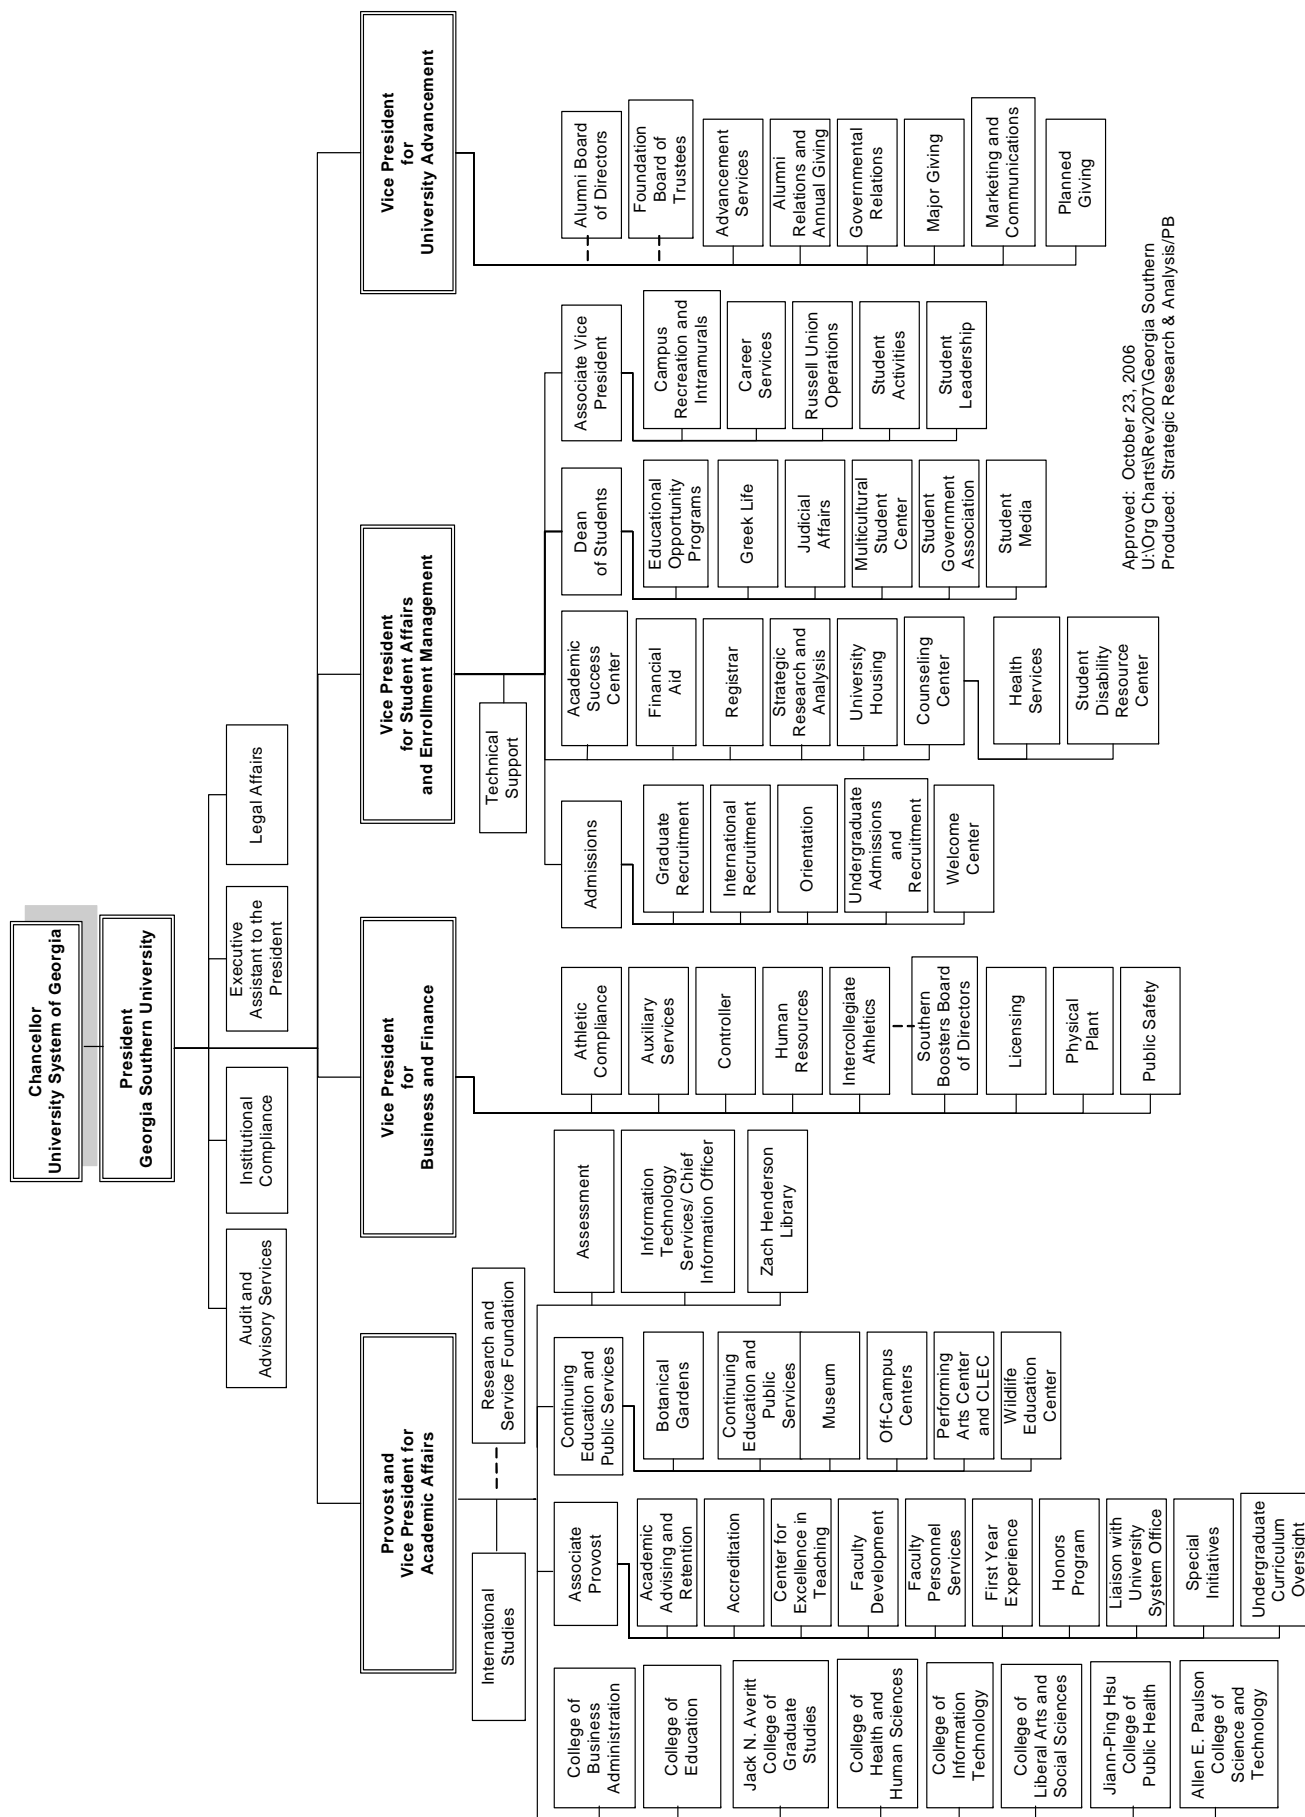 Chancellor
University System of Georgia
President
Georgia Southern University
Audit and
Advisory Services
Institutional
Compliance
Executive
Assistant to the
President
Legal Affairs
Provost and
Vice President for
Academic Affairs
Vice President
for
Business and Finance
Vice President
for Student Affairs
and Enrollment Management
Vice President
for
University Advancement
International
Studies
Research and
Service Foundation
Technical
Support
College of
Business
Administration
College of
Education
Jack N. Averitt
College of
Graduate
Studies
College of
Health and
Human Sciences
College of
Information
Technology
College of
Liberal Arts and
Social Sciences
Jiann-Ping Hsu
College of
Public Health
Allen E. Paulson
College of
Science and
Technology
Associate
Provost
Academic
Advising and
Retention
Accreditation
Center for
Excellence in
Teaching
Faculty
Development
Faculty
Personnel
Services
First Year
Experience
Honors
Program
Liaison with
University
System Office
Special
Initiatives
Undergraduate
Curriculum
Oversight
Continuing
Education and
Public Services
Botanical
Gardens
Continuing
Education and
Public
Services
Museum
Off-Campus
Centers
Performing
Arts Center
and CLEC
Wildlife
Education
Center
Assessment
Information
Technology
Services/ Chief
Information Officer
Zach Henderson
Library
Athletic
Compliance
Auxiliary
Services
Controller
Human
Resources
Intercollegiate
Athletics
Southern
Boosters Board
of Directors
Licensing
Physical
Plant
Public Safety
Admissions
Graduate
Recruitment
International
Recruitment
Orientation
Undergraduate
Admissions
and
Recruitment
Welcome
Center
Academic
Success
Center
Financial
Aid
Registrar
Strategic
Research and
Analysis
University
Housing
Counseling
Center
Health
Services
Student
Disability
Resource
Center
Dean
of Students
Educational
Opportunity
Programs
Greek Life
Judicial
Affairs
Multicultural
Student
Center
Student
Government
Association
Student
Media
Associate Vice
President
Campus
Recreation and
Intramurals
Career
Services
Russell Union
Operations
Student
Activities
Student
Leadership
Alumni Board
of Directors
Foundation
Board of
Trustees
Advancement
Services
Alumni
Relations and
Annual Giving
Governmental
Relations
Major Giving
Marketing and
Communications
Planned
Giving
Approved: October 23, 2006
U:\Org Charts\Rev2007\Georgia Southern
Produced: Strategic Research & Analysis/PB